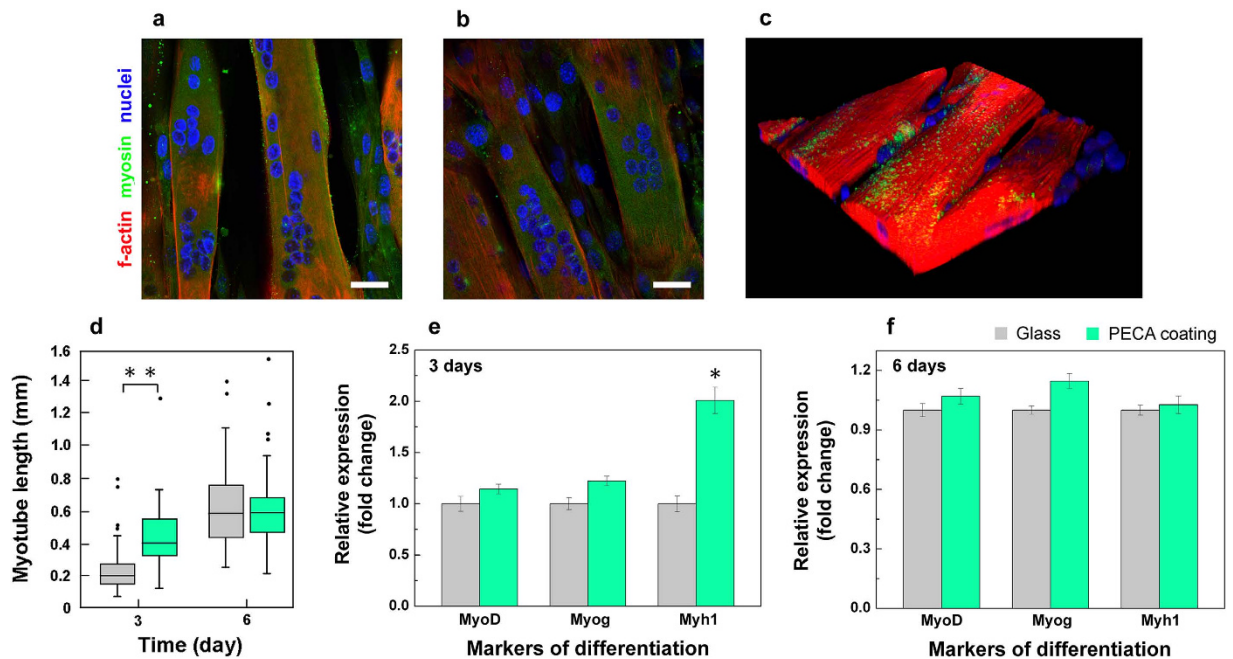 a
b
c
f-actin myosin nuclei
d
Myotube length (mm)
1.6
1.4
1.2
1.0
0.8
0.6
0.4
0.2
0
* *
3
6
Time (day)
e
Relative expression
(fold change)
2.5
2.0
1.5
1.0
0.5
0.0
3 days
*
MyoD
Myog
Myh1
Markers of differentiation
f
Glass
PECA coating
Relative expression
(fold change)
1.2
0.9
0.6
0.3
0.0
6 days
MyoD
Myog
Myh1
Markers of differentiation